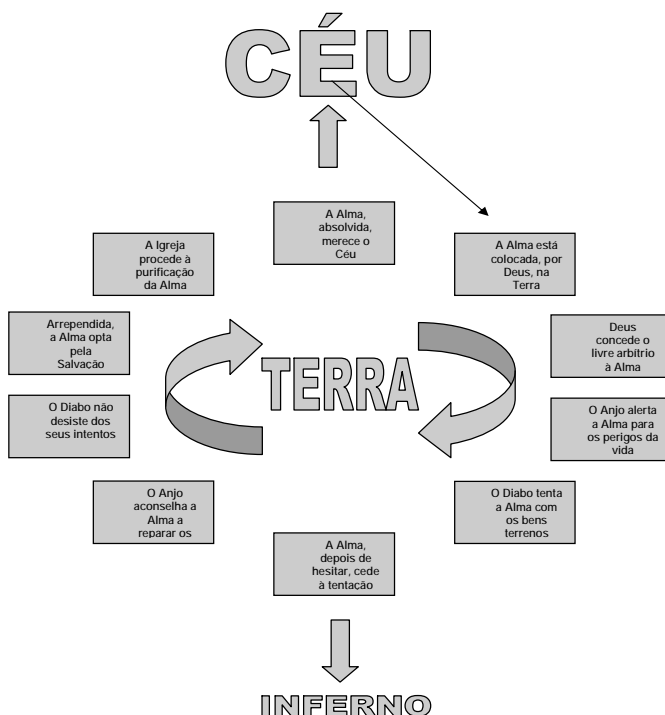 CÉU
A Alma,
absolvida,
merece o
Céu
A Igreja
procede à
purificação
da Alma
A Alma está
colocada, por
Deus, na
Terra
Arrependida,
a Alma opta
pela
Salvação
Deus
concede o
livre arbítrio
à Alma
TERRA
O Diabo não
desiste dos
seus intentos
O Anjo alerta
a Alma para
os perigos da
vida
O Anjo
aconselha a
Alma a
reparar os
O Diabo tenta
a Alma com
os bens
terrenos
A Alma,
depois de
hesitar, cede
à tentação
INFERNO